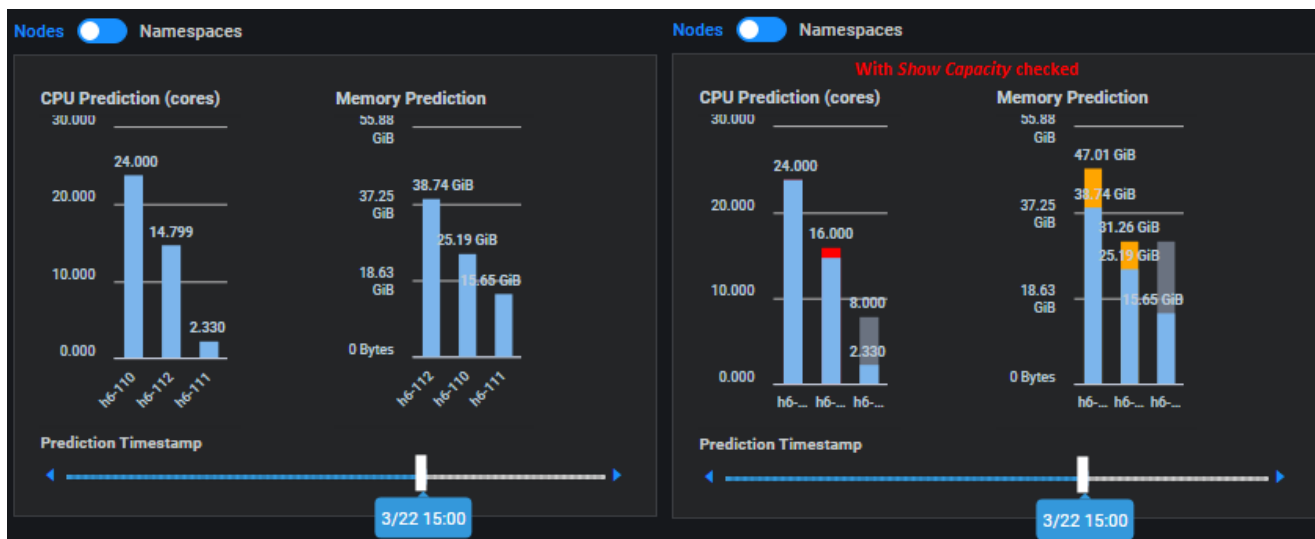 Nodes Namespaces
CPU Prediction (cores)
30.000
24.000
20.000
14.799
10.000
2.330
0.000
h6-110 h6-112 h6-111
Memory Prediction
55.88
GiB
38.74 GiB
37.25
GiB
25.19 GiB
18.63
GiB
15.65 GiB
0 Bytes
h6-112 h6-110 h6-111
Prediction Timestamp
3/22 15:00
Nodes Namespaces
With Show Capacity checked
CPU Prediction (cores)
30.000
24.000
20.000
16.000
10.000
8.000
2.330
0.000
h6-... h6-... h6-...
Memory Prediction
55.88
GiB
47.01 GiB
38.74 GiB
37.25
GiB
31.26 GiB
25.19 GiB
18.63
GiB
15.65 GiB
0 Bytes
h6-... h6-... h6-...
Prediction Timestamp
3/22 15:00